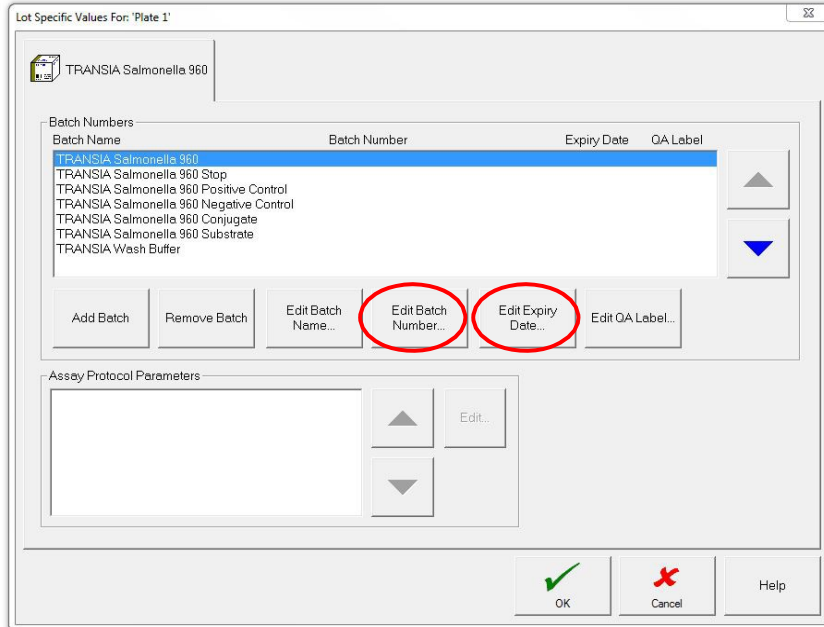 Lot Specific Values For: 'Plate 1'
TRANSIA Salmonella 960
Batch Numbers
Batch Name Batch Number Expiry Date QA Label
TRANSIA Salmonella 960
TRANSIA Salmonella 960 Stop
TRANSIA Salmonella 960 Positive Control
TRANSIA Salmonella 960 Negative Control
TRANSIA Salmonella 960 Conjugate
TRANSIA Salmonella 960 Substrate
TRANSIA Wash Buffer
Add Batch
Remove Batch
Edit Batch
Name...
Edit Batch
Number...
Edit Expiry
Date...
Edit QA Label...
Assay Protocol Parameters
Edit...
OK
Cancel
Help